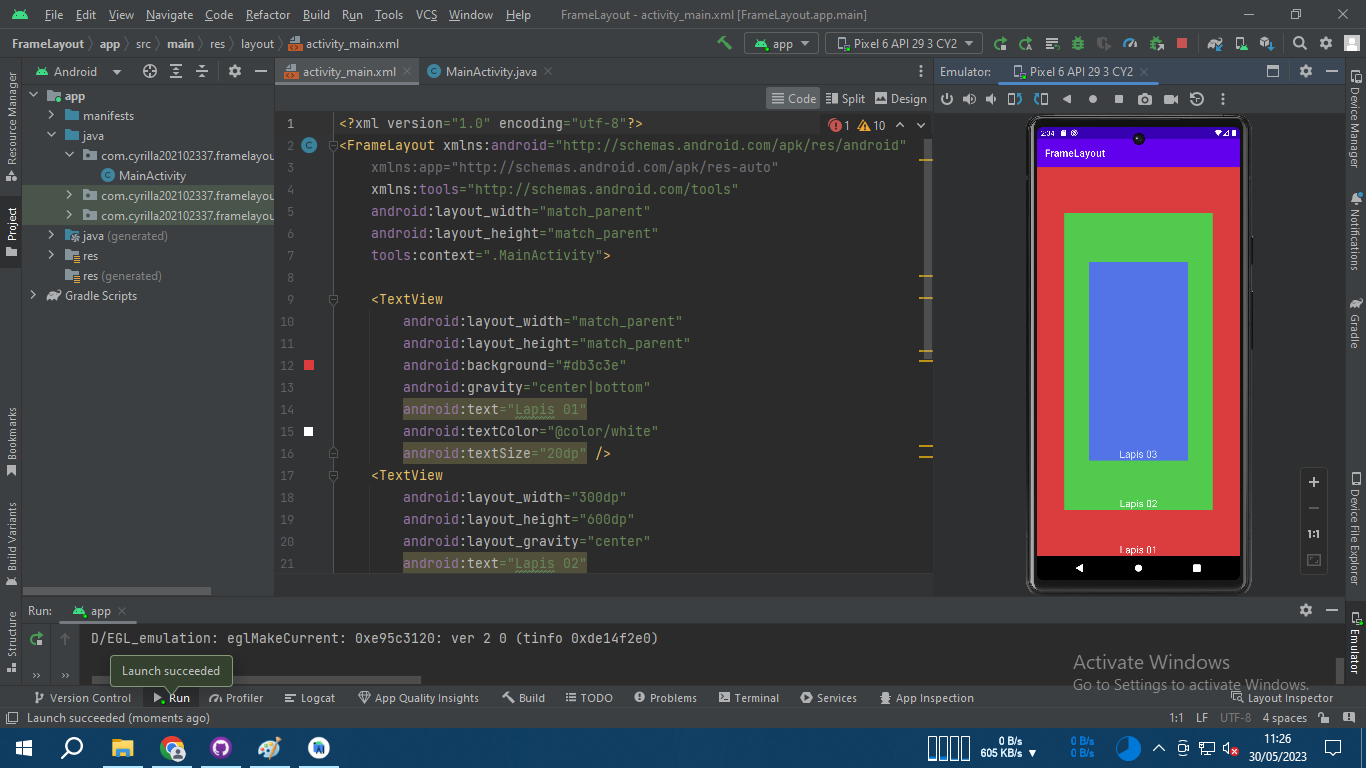 File Edit View Navigate Code Refactor Build Run Tools VCS Window Help FrameLayout - activity_main.xml [FrameLayout.app.main]
FrameLayout app src main res layout activity_main.xml app Pixel 6 API 29 3 CY2
Android
activity_main.xml MainActivity.java
Emulator: Pixel 6 API 29 3 CY2
Code Split Design
Resource Manager
Project
Bookmarks
Build Variants
Structure
app
manifests
java
com.cyrilla202102337.framelayou
MainActivity
com.cyrilla202102337.framelayou
com.cyrilla202102337.framelayou
java (generated)
res
res (generated)
Gradle Scripts
1 <?xml version="1.0" encoding="utf-8"?>
1 10
2 <FrameLayout xmlns:android="http://schemas.android.com/apk/res/android"
3 xmlns:app="http://schemas.android.com/apk/res-auto"
4 xmlns:tools="http://schemas.android.com/tools"
5 android:layout_width="match_parent"
6 android:layout_height="match_parent"
7 tools:context=".MainActivity">
8
9 <TextView
10 android:layout_width="match_parent"
11 android:layout_height="match_parent"
12 android:background="#db3c3e"
13 android:gravity="center|bottom"
14 android:text="Lapis 01"
15 android:textColor="@color/white"
16 android:textSize="20dp" />
17 <TextView
18 android:layout_width="300dp"
19 android:layout_height="600dp"
20 android:layout_gravity="center"
21 android:text="Lapis 02"
2:34
FrameLayout
Lapis 03
Lapis 02
Lapis 01
1:1
Device Manager
Notifications
Gradle
Device File Explorer
Emulator
Run: app
D/EGL_emulation: eglMakeCurrent: 0xe95c3120: ver 2 0 (tinfo 0xde14f2e0)
Launch succeeded
Activate Windows
Go to Settings to activate Windows.
Version Control Run Profiler Logcat App Quality Insights Build TODO Problems Terminal Services App Inspection Layout Inspector
Launch succeeded (moments ago) 1:1 LF UTF-8 4 spaces
0 B/s
605 KB/s
0 B/s
0 B/s
11:26
30/05/2023